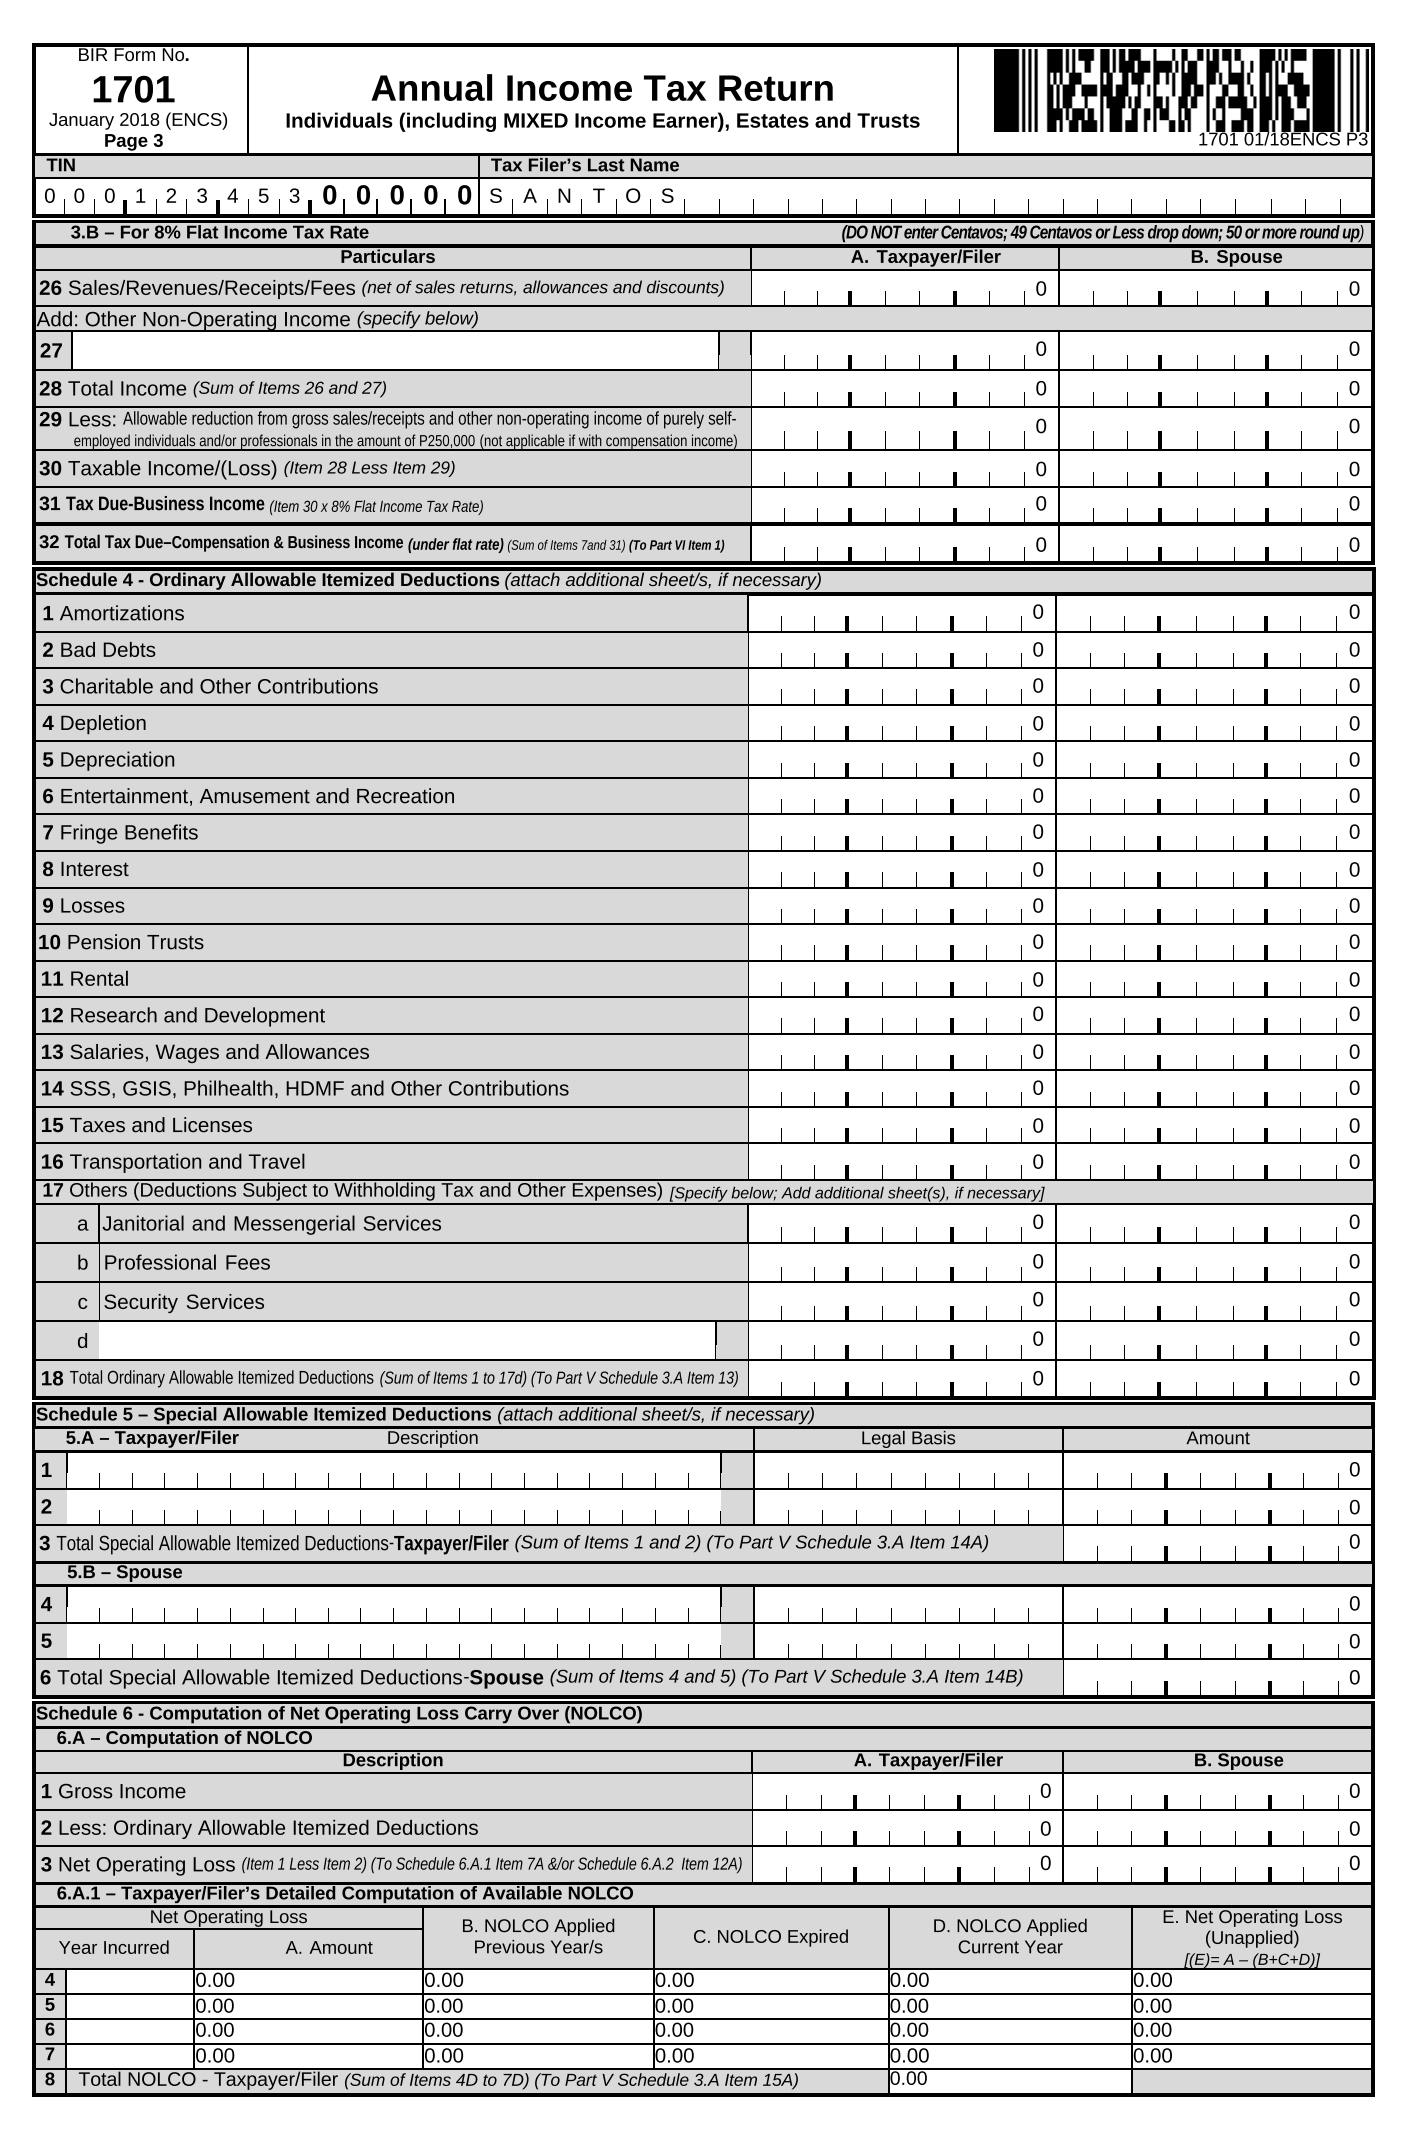 BIR Form No.
1701
January 2018 (ENCS)
Page 3
Annual Income Tax Return
Individuals (including MIXED Income Earner), Estates and Trusts
1701 01/18ENCS P3
TIN Tax Filer’s Last Name
0 0 0 1 2 3 4 5 3 0 0 0 0 0 S A N T O S
3.B – For 8% Flat Income Tax Rate (DO NOT enter Centavos; 49 Centavos or Less drop down; 50 or more round up)
Particulars A. Taxpayer/Filer B. Spouse
26 Sales/Revenues/Receipts/Fees (net of sales returns, allowances and discounts) 0 0
Add: Other Non-Operating Income (specify below)
27 0 0
28 Total Income (Sum of Items 26 and 27) 0 0
29 Less: Allowable reduction from gross sales/receipts and other non-operating income of purely self-
employed individuals and/or professionals in the amount of P250,000 (not applicable if with compensation income) 0 0
30 Taxable Income/(Loss) (Item 28 Less Item 29) 0 0
31 Tax Due-Business Income (Item 30 x 8% Flat Income Tax Rate) 0 0
32 Total Tax Due–Compensation & Business Income (under flat rate) (Sum of Items 7and 31) (To Part VI Item 1) 0 0
Schedule 4 - Ordinary Allowable Itemized Deductions (attach additional sheet/s, if necessary)
1 Amortizations 0 0
2 Bad Debts 0 0
3 Charitable and Other Contributions 0 0
4 Depletion 0 0
5 Depreciation 0 0
6 Entertainment, Amusement and Recreation 0 0
7 Fringe Benefits 0 0
8 Interest 0 0
9 Losses 0 0
10 Pension Trusts 0 0
11 Rental 0 0
12 Research and Development 0 0
13 Salaries, Wages and Allowances 0 0
14 SSS, GSIS, Philhealth, HDMF and Other Contributions 0 0
15 Taxes and Licenses 0 0
16 Transportation and Travel 0 0
17 Others (Deductions Subject to Withholding Tax and Other Expenses) [Specify below; Add additional sheet(s), if necessary]
a Janitorial and Messengerial Services 0 0
b Professional Fees 0 0
c Security Services 0 0
d 0 0
18 Total Ordinary Allowable Itemized Deductions (Sum of Items 1 to 17d) (To Part V Schedule 3.A Item 13) 0 0
Schedule 5 – Special Allowable Itemized Deductions (attach additional sheet/s, if necessary)
5.A – Taxpayer/Filer Description Legal Basis Amount
1 0
2 0
3 Total Special Allowable Itemized Deductions-Taxpayer/Filer (Sum of Items 1 and 2) (To Part V Schedule 3.A Item 14A) 0
5.B – Spouse
4 0
5 0
6 Total Special Allowable Itemized Deductions-Spouse (Sum of Items 4 and 5) (To Part V Schedule 3.A Item 14B) 0
Schedule 6 - Computation of Net Operating Loss Carry Over (NOLCO)
6.A – Computation of NOLCO
Description A. Taxpayer/Filer B. Spouse
1 Gross Income 0 0
2 Less: Ordinary Allowable Itemized Deductions 0 0
3 Net Operating Loss (Item 1 Less Item 2) (To Schedule 6.A.1 Item 7A &/or Schedule 6.A.2 Item 12A) 0 0
6.A.1 – Taxpayer/Filer’s Detailed Computation of Available NOLCO
Net Operating Loss
Year Incurred A. Amount
B. NOLCO Applied
Previous Year/s
C. NOLCO Expired
D. NOLCO Applied
Current Year
E. Net Operating Loss
(Unapplied)
[(E)= A – (B+C+D)]
4 0.00 0.00 0.00 0.00 0.00
5 0.00 0.00 0.00 0.00 0.00
6 0.00 0.00 0.00 0.00 0.00
7 0.00 0.00 0.00 0.00 0.00
8 Total NOLCO - Taxpayer/Filer (Sum of Items 4D to 7D) (To Part V Schedule 3.A Item 15A) 0.00